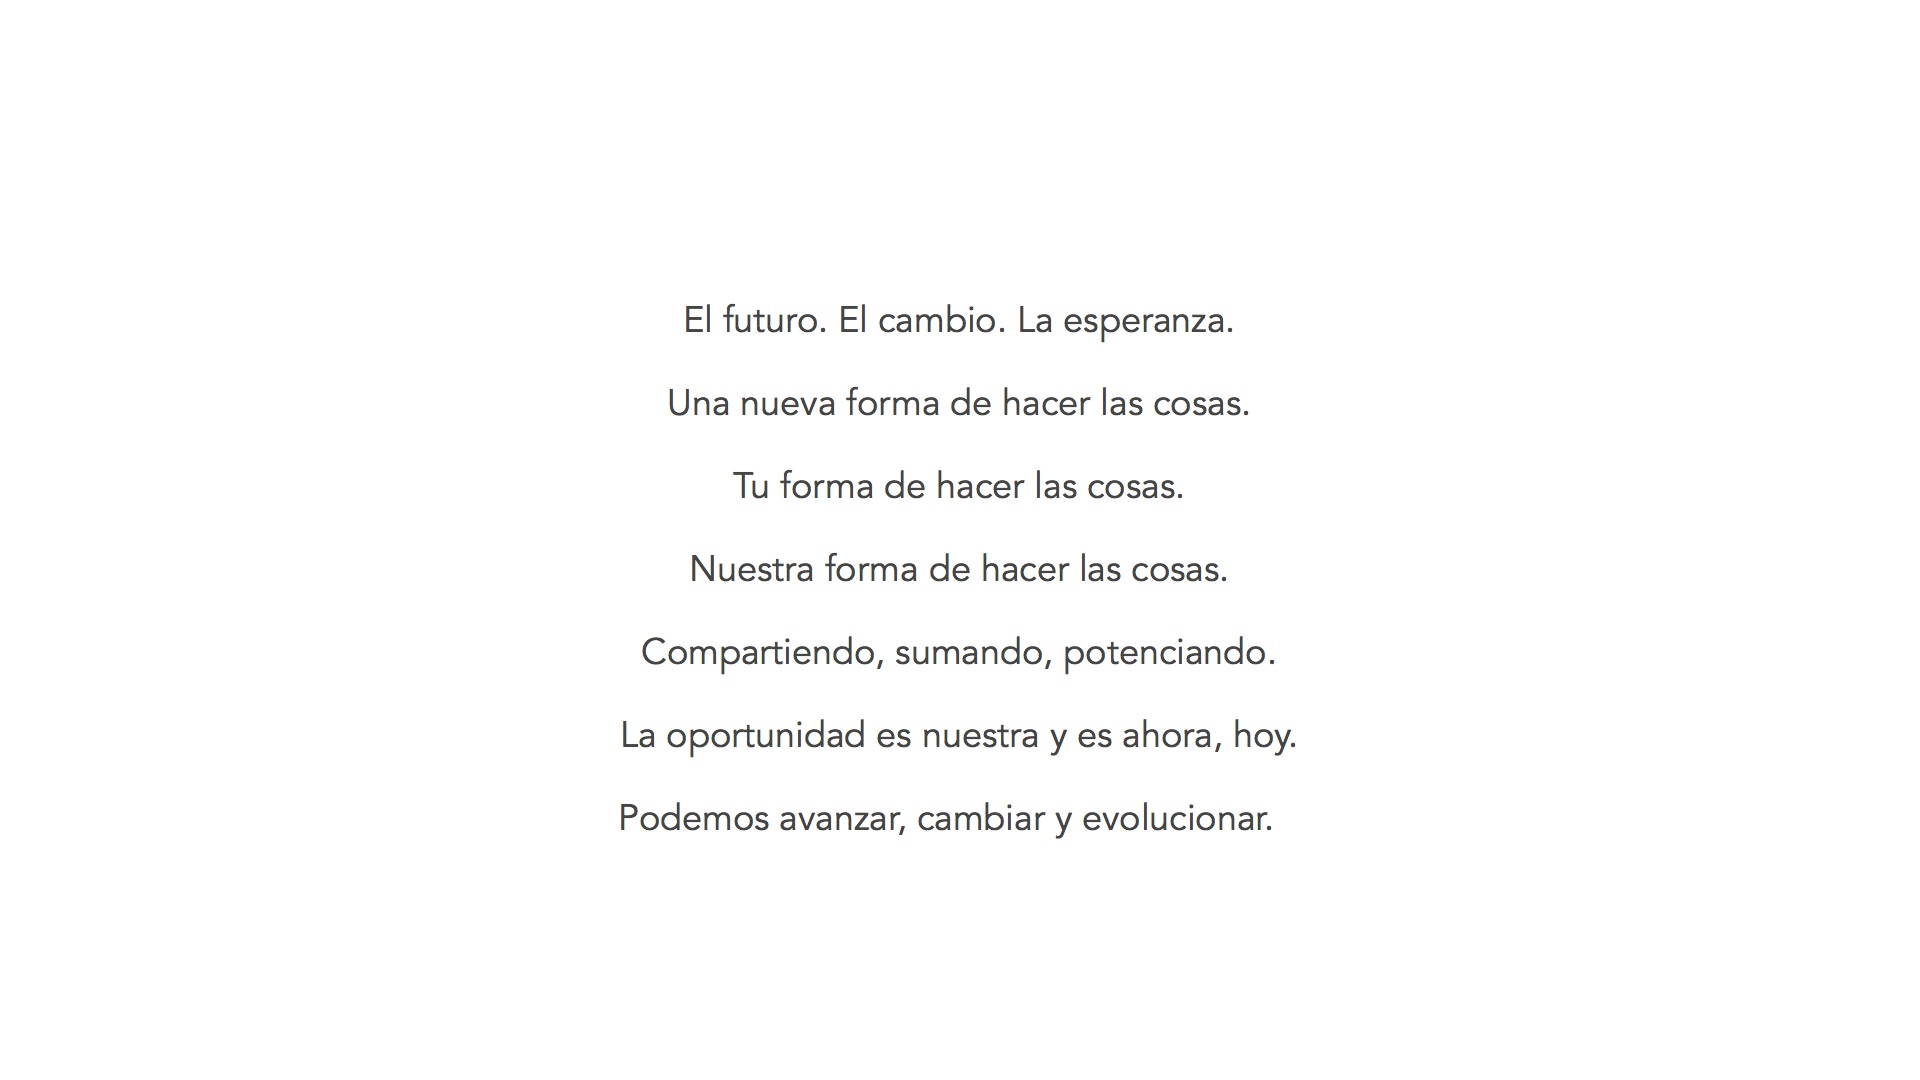 El futuro. El cambio. La esperanza.
Una nueva forma de hacer las cosas.
Tu forma de hacer las cosas.
Nuestra forma de hacer las cosas.
Compartiendo, sumando, potenciando.
La oportunidad es nuestra y es ahora, hoy.
Podemos avanzar, cambiar y evolucionar.